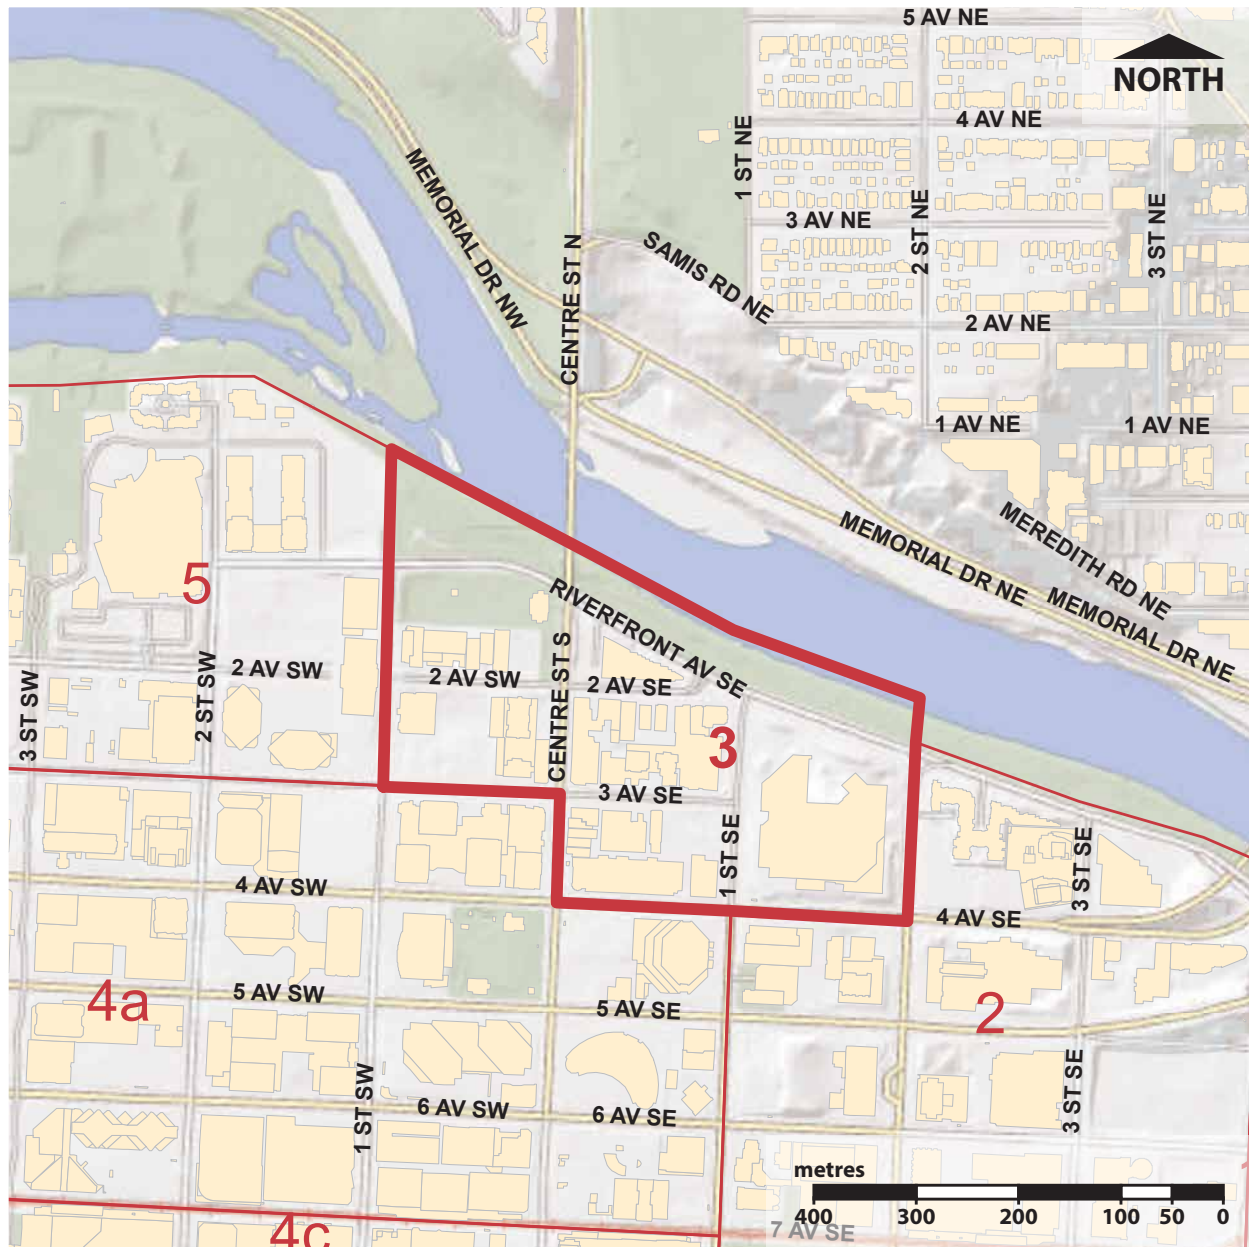 5 AV NE
NORTH
4 AV NE
1 ST NE
MEMORIAL DR NW
3 AV NE
2 ST NE
3 ST NE
CENTRE ST N
SAMIS RD NE
2 AV NE
1 AV NE
1 AV NE
MEMORIAL DR NE
MEREDITH RD NE
MEMORIAL DR NE
5
RIVERFRONT AV SE
3 ST SW
2 ST SW
2 AV SW
2 AV SW
CENTRE ST S
2 AV SE
3
3 AV SE
1 ST SE
3 ST SE
4 AV SW
4 AV SE
4a
5 AV SW
5 AV SE
2
1 ST SW
6 AV SW
6 AV SE
3 ST SE
metres
400 300 200 100 50 0
7 AV SE
4c